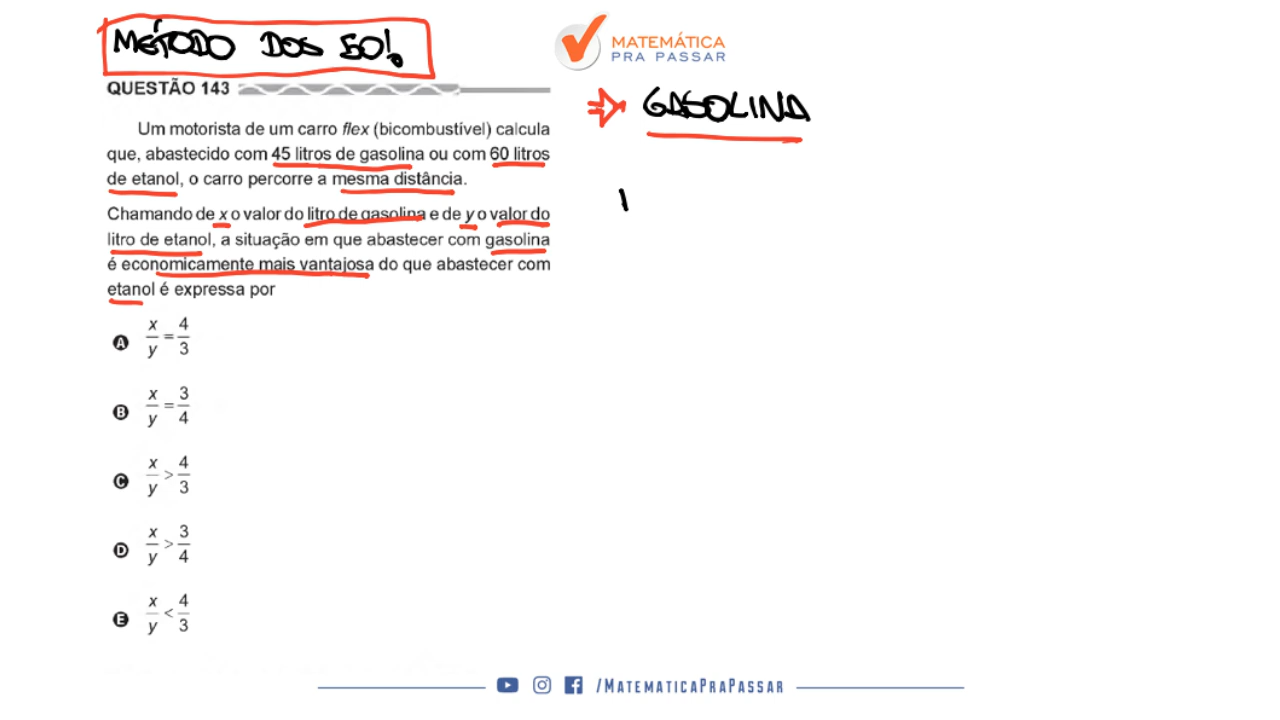 MÉTODO DOS 50!
MATEMÁTICA
PRA PASSAR
QUESTÃO 143
GASOLINA
Um motorista de um carro flex (bicombustível) calcula
que, abastecido com 45 litros de gasolina ou com 60 litros
de etanol, o carro percorre a mesma distância.
Chamando de x o valor do litro de gasolina e de y o valor do
litro de etanol, a situação em que abastecer com gasolina
é economicamente mais vantajosa do que abastecer com
etanol é expressa por
A x/y = 4/3
B x/y = 3/4
C x/y > 4/3
D x/y > 3/4
E x/y < 4/3
/MATEMATICAPRAPASSAR